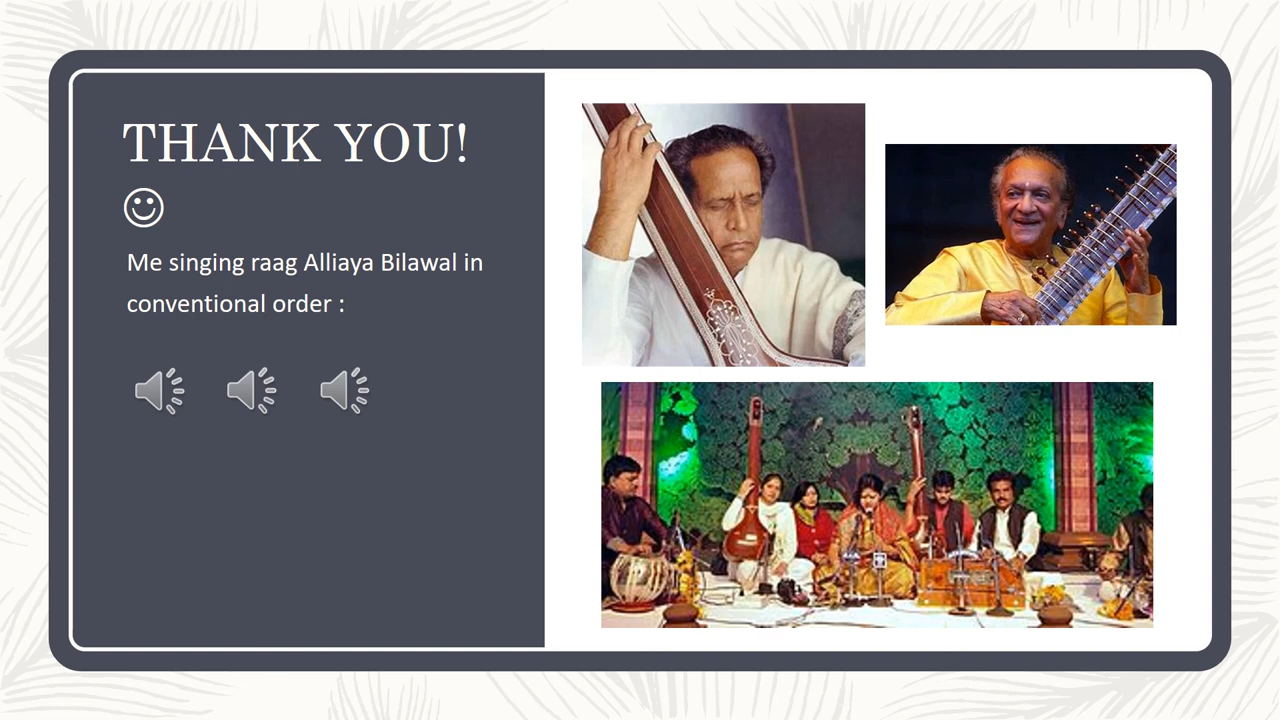 THANK YOU!
☺
Me singing raag Alliaya Bilawal in
conventional order :